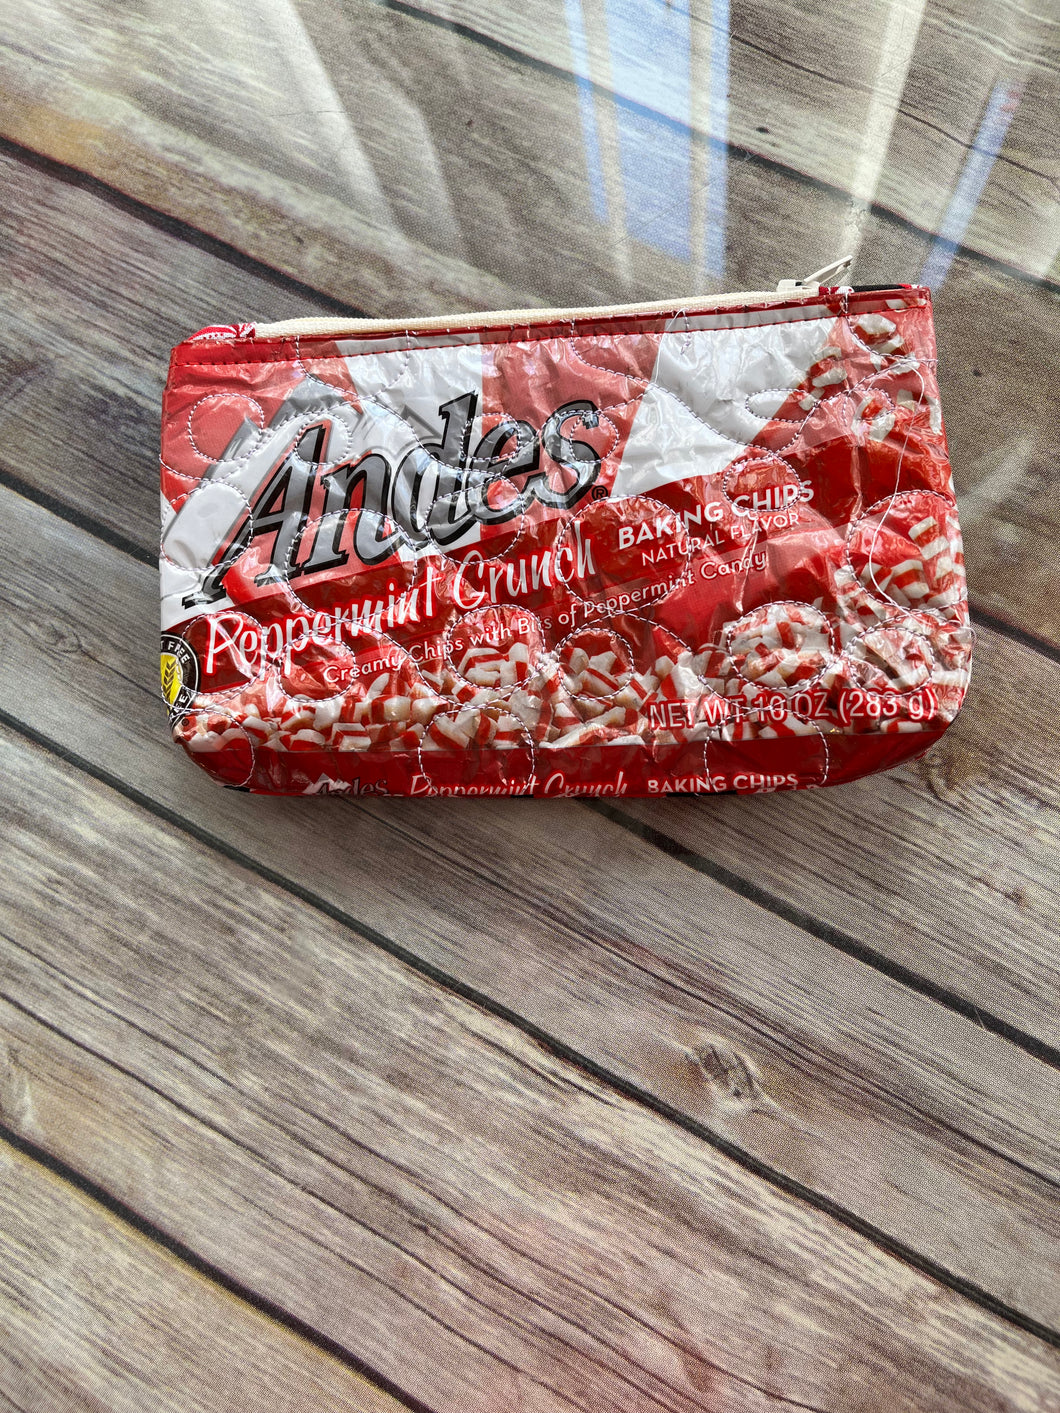 Andes®
Peppermint Crunch
BAKING CHIPS
NATURAL FLAVOR
Creamy Chips with Bits of Peppermint Candy
FREE
NET WT 10 OZ (283 g)
Andes Peppermint Crunch BAKING CHIPS